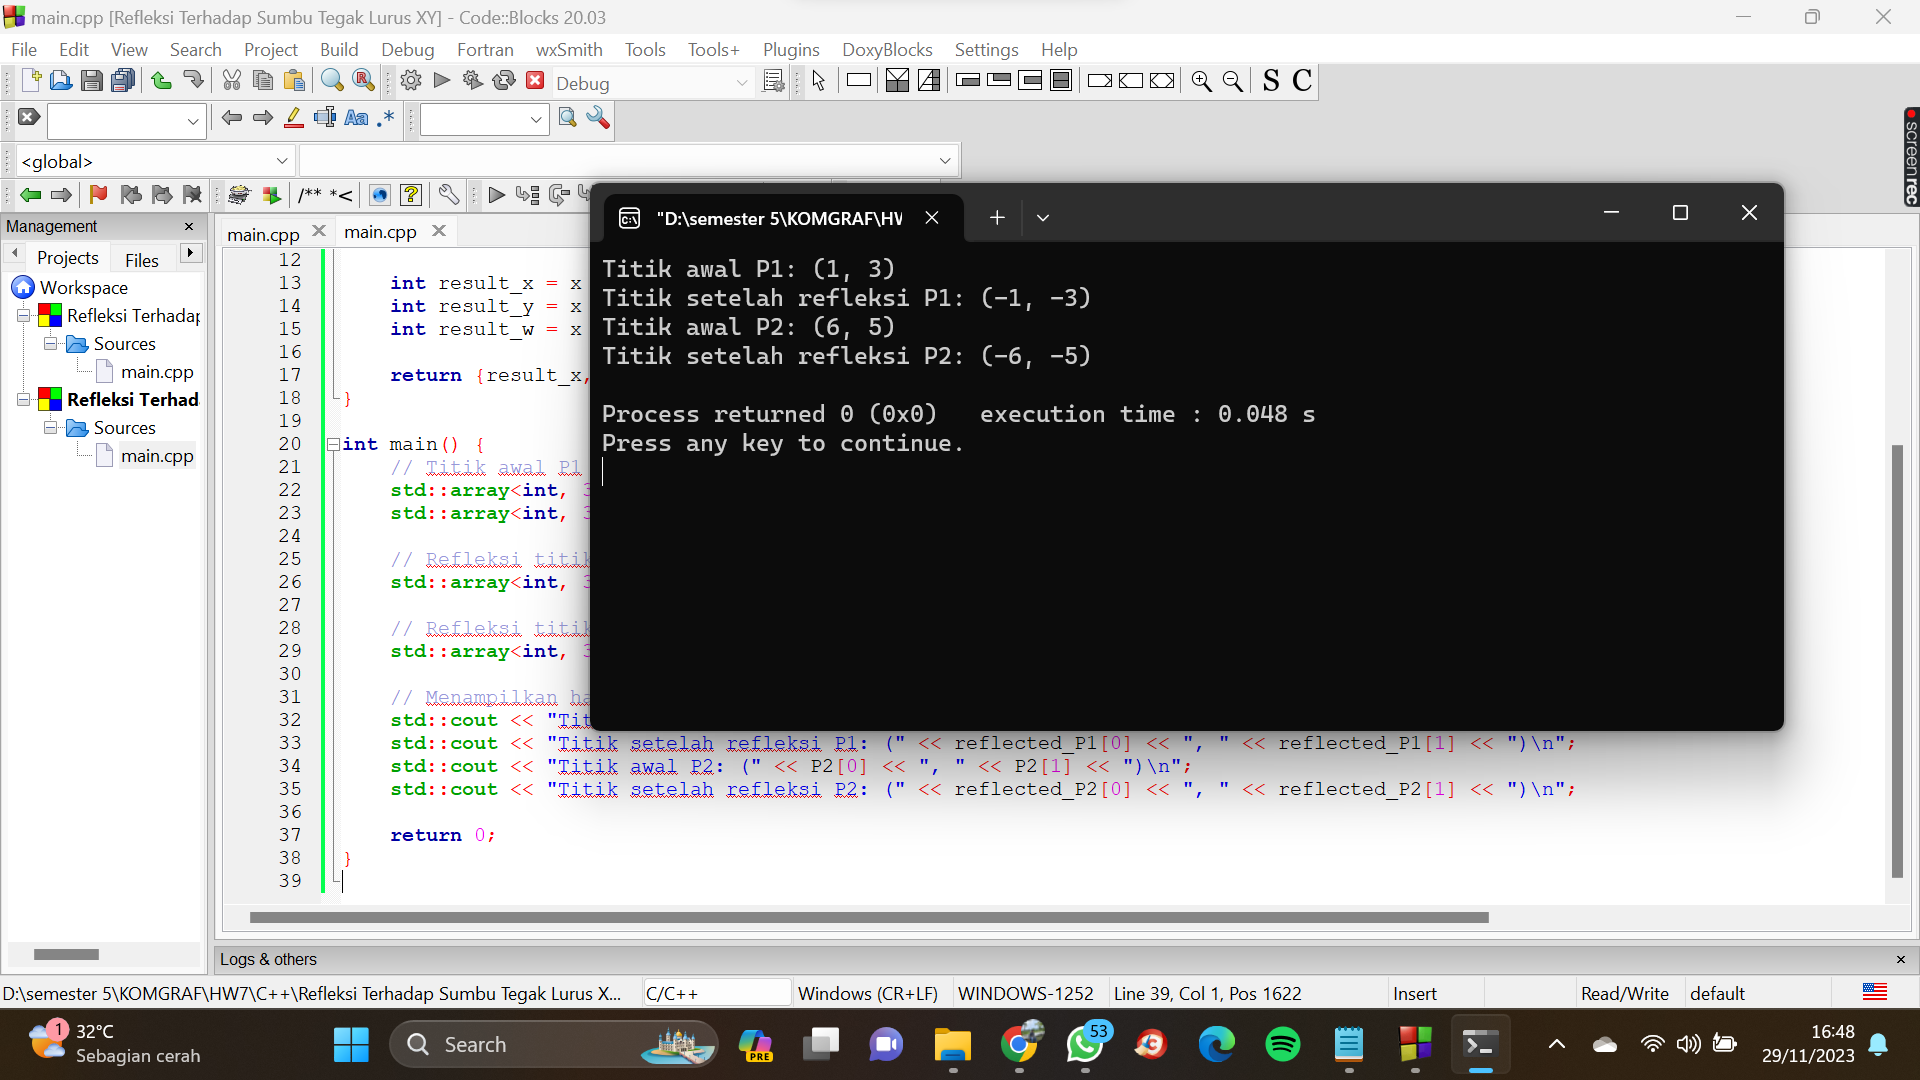 main.cpp [Refleksi Terhadap Sumbu Tegak Lurus XY] - Code::Blocks 20.03
File Edit View Search Project Build Debug Fortran wxSmith Tools Tools+ Plugins DoxyBlocks Settings Help
Debug
S C
Aa .*
<global>
/** *<
Management
Projects Files
Workspace
Refleksi Terhadap
Sources
main.cpp
Refleksi Terhad
Sources
main.cpp
main.cpp main.cpp
12
13 int result_x = x
14 int result_y = x
15 int result_w = x
16
17 return {result_x,
18 }
19
20 int main() {
21 // Titik awal P1
22 std::array<int, 3
23 std::array<int, 3
24
25 // Refleksi titik
26 std::array<int, 3
27
28 // Refleksi titik
29 std::array<int, 3
30
31 // Menampilkan ha
32 std::cout << "Tit
33 std::cout << "Titik setelah refleksi P1: (" << reflected_P1[0] << ", " << reflected_P1[1] << ")\n";
34 std::cout << "Titik awal P2: (" << P2[0] << ", " << P2[1] << ")\n";
35 std::cout << "Titik setelah refleksi P2: (" << reflected_P2[0] << ", " << reflected_P2[1] << ")\n";
36
37 return 0;
38 }
39
"D:\semester 5\KOMGRAF\HW
Titik awal P1: (1, 3)
Titik setelah refleksi P1: (-1, -3)
Titik awal P2: (6, 5)
Titik setelah refleksi P2: (-6, -5)
Process returned 0 (0x0) execution time : 0.048 s
Press any key to continue.
screenrec
Logs & others
D:\semester 5\KOMGRAF\HW7\C++\Refleksi Terhadap Sumbu Tegak Lurus X... C/C++ Windows (CR+LF) WINDOWS-1252 Line 39, Col 1, Pos 1622 Insert Read/Write default
1
32°C
Sebagian cerah
Search
PRE
53
16:48
29/11/2023